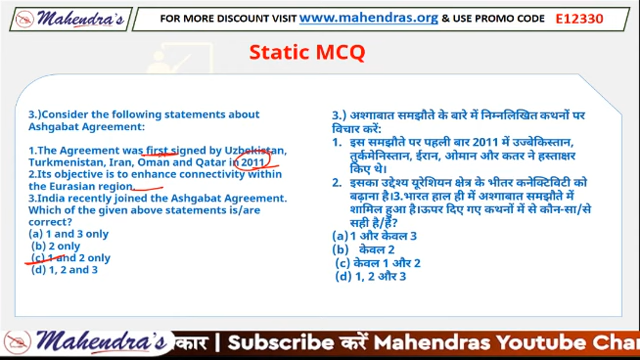 Mahendra's
FOR MORE DISCOUNT VISIT www.mahendras.org & USE PROMO CODE E12330
Mahendra's
Static MCQ
3.)Consider the following statements about
Ashgabat Agreement:
1.The Agreement was first signed by Uzbekistan,
Turkmenistan, Iran, Oman and Qatar in 2011
2.Its objective is to enhance connectivity within
the Eurasian region.
3.India recently joined the Ashgabat Agreement.
Which of the given above statements is/are
correct?
(a) 1 and 3 only
(b) 2 only
(c) 1 and 2 only
(d) 1, 2 and 3
3.) अश्गाबात समझौते के बारे में निम्नलिखित कथनों पर
विचार करें:
1. इस समझौते पर पहली बार 2011 में उज्बेकिस्तान,
तुर्कमेनिस्तान, ईरान, ओमान और कतर ने हस्ताक्षर
किए थे।
2. इसका उद्देश्य यूरेशियन क्षेत्र के भीतर कनेक्टिविटी को
बढ़ाना है।3.भारत हाल ही में अश्गाबात समझौते में
शामिल हुआ है।ऊपर दिए गए कथनों में से कौन-सा/से
सही है/हैं?
(a) 1 और केवल 3
(b) केवल 2
(c) केवल 1 और 2
(d) 1, 2 और 3
Mahendra's कार | Subscribe करें Mahendras Youtube Cha